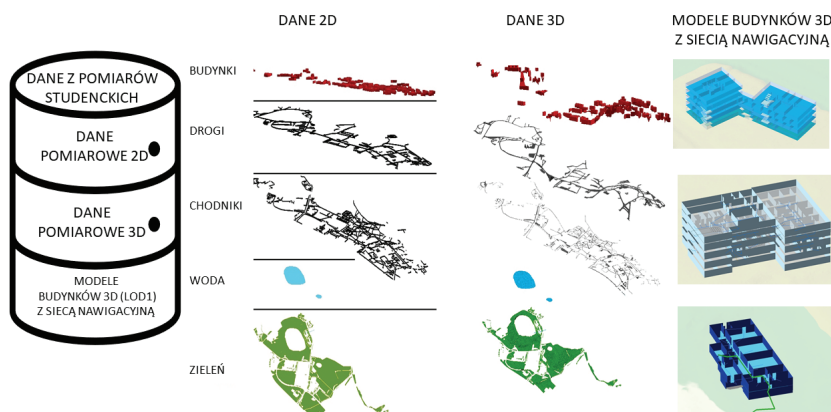 DANE 2D
DANE 3D
MODELE BUDYNKÓW 3D
Z SIECIĄ NAWIGACYJNĄ
DANE Z POMIARÓW
STUDENCKICH
DANE
POMIAROWE 2D
DANE
POMIAROWE 3D
MODELE
BUDYNKÓW 3D (LOD1)
Z SIECĄ NAWIGACYJNĄ
BUDYNKI
DROGI
CHODNIKI
WODA
ZIELEŃ